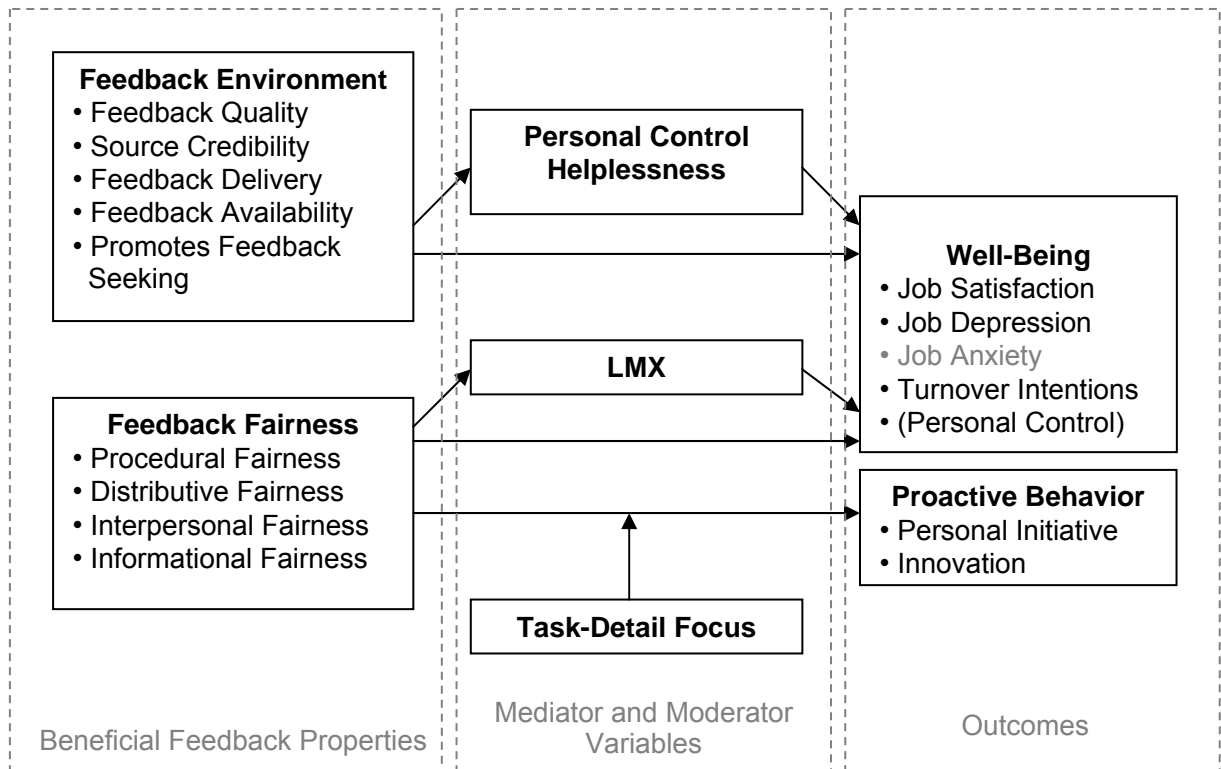 Feedback Environment
• Feedback Quality
• Source Credibility
• Feedback Delivery
• Feedback Availability
• Promotes Feedback
Seeking
Feedback Fairness
• Procedural Fairness
• Distributive Fairness
• Interpersonal Fairness
• Informational Fairness
Beneficial Feedback Properties
Personal Control
Helplessness
LMX
Task-Detail Focus
Mediator and Moderator
Variables
Well-Being
• Job Satisfaction
• Job Depression
• Job Anxiety
• Turnover Intentions
• (Personal Control)
Proactive Behavior
• Personal Initiative
• Innovation
Outcomes